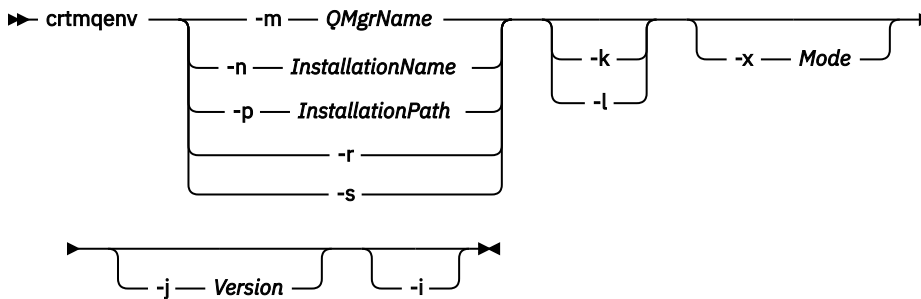 crtmqenv -m QMgrName
-n InstallationName
-p InstallationPath
-r
-s
-k
-l
-x Mode
-j Version
-i